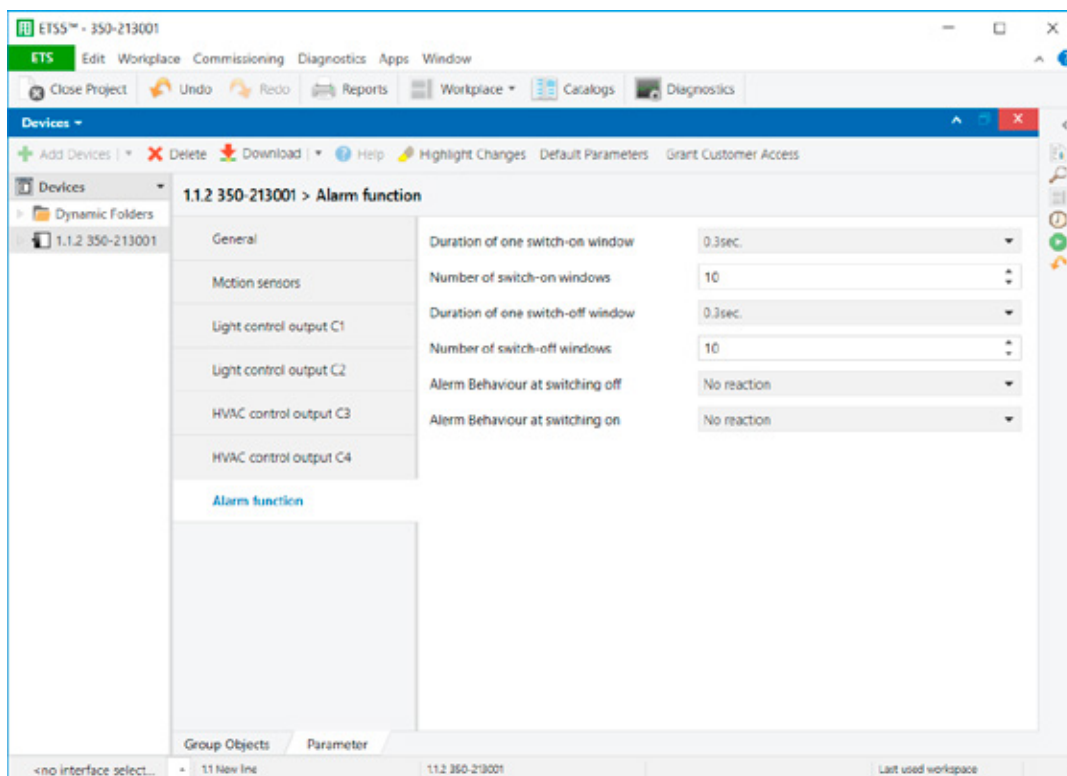 ETS5™ - 350-213001
ETS Edit Workplace Commissioning Diagnostics Apps Window
Close Project Undo Redo Reports Workplace Catalogs Diagnostics
Devices
Add Devices Delete Download Help Highlight Changes Default Parameters Grant Customer Access
Devices
Dynamic Folders
1.1.2 350-213001
1.1.2 350-213001 > Alarm function
General
Motion sensors
Light control output C1
Light control output C2
HVAC control output C3
HVAC control output C4
Alarm function
Duration of one switch-on window 0.3sec.
Number of switch-on windows 10
Duration of one switch-off window 0.3sec.
Number of switch-off windows 10
Alerm Behaviour at switching off No reaction
Alerm Behaviour at switching on No reaction
Group Objects Parameter
<no interface select... 1.1 New line 1.1.2 350-213001 Last used workspace